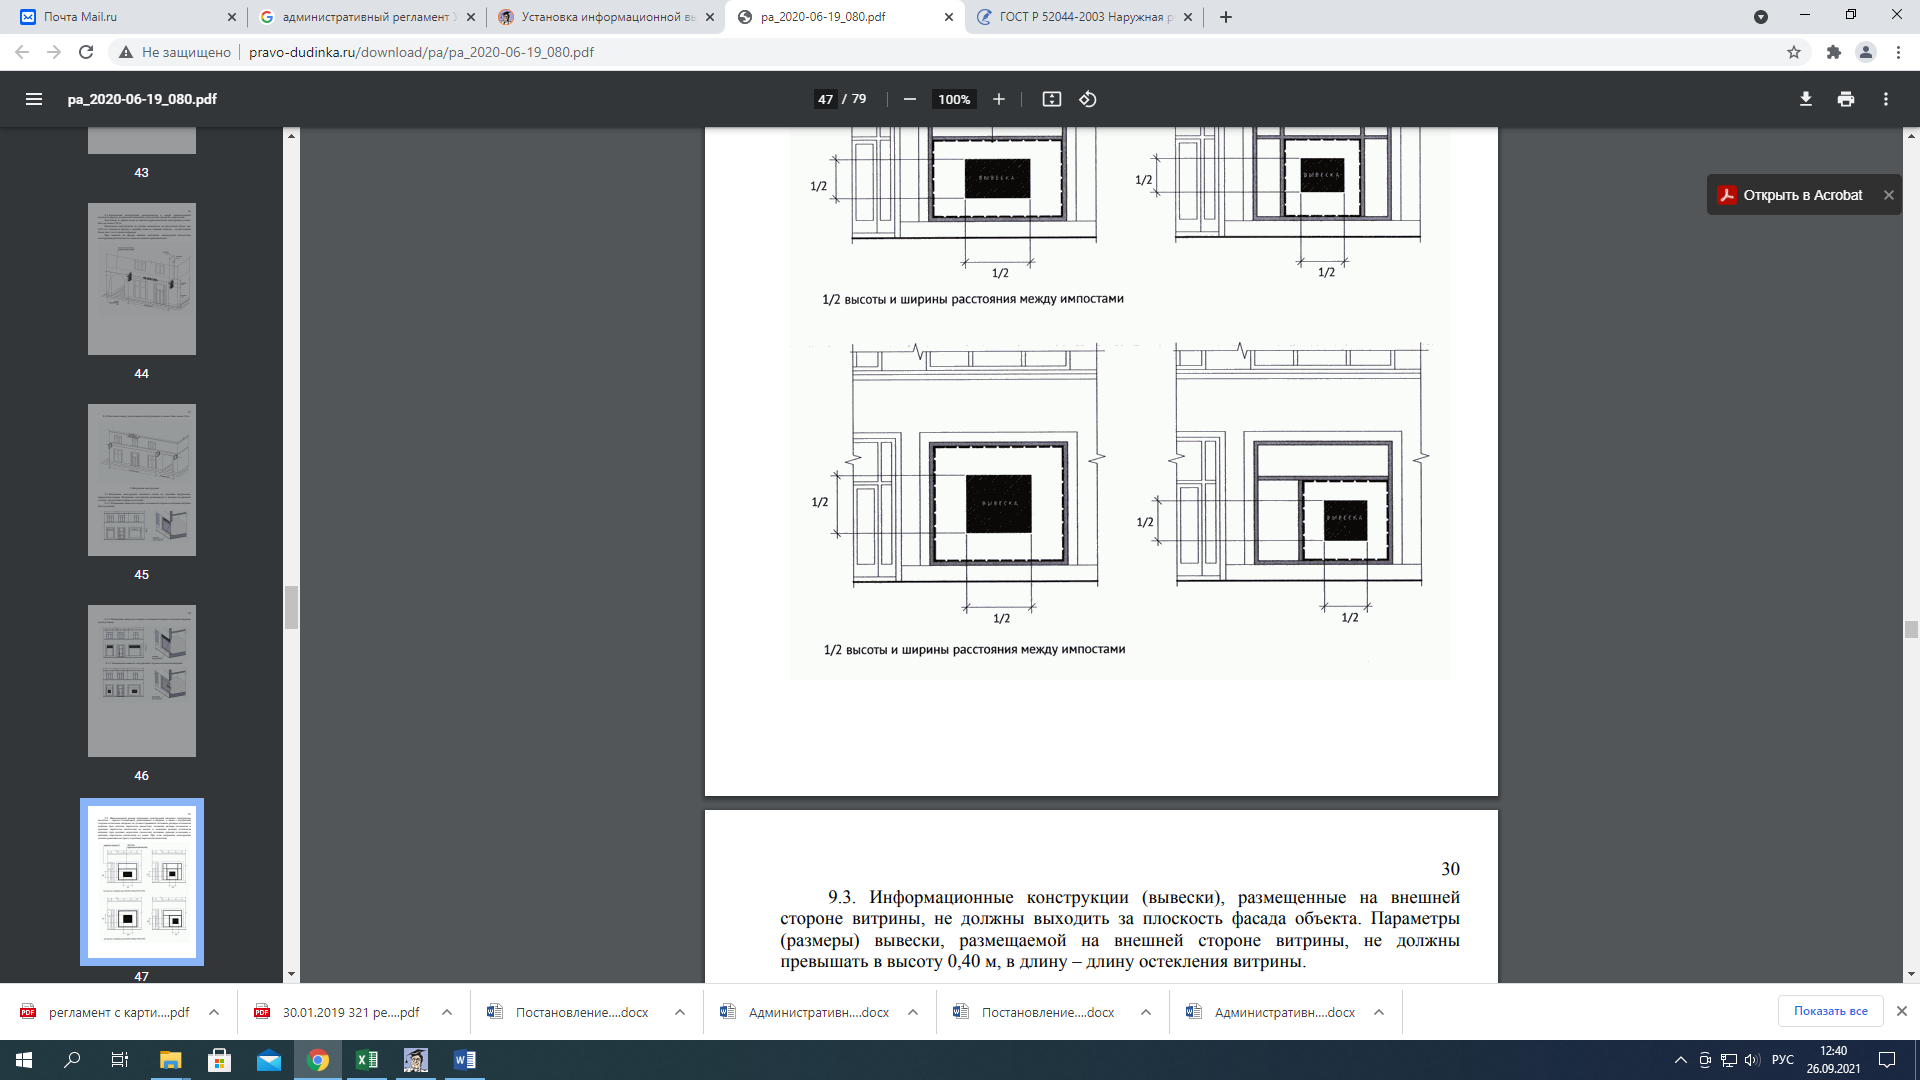 Почта Mail.ru
административный регламент У
Установка информационной вы
pa_2020-06-19_080.pdf
ГОСТ Р 52044-2003 Наружная р
Не защищено
pravo-dudinka.ru/download/pa/pa_2020-06-19_080.pdf
pa_2020-06-19_080.pdf
47 / 79
100%
Открыть в Acrobat
43
44
45
46
47
ВЫВЕСКА
ВЫВЕСКА
1/2
1/2
1/2
1/2
1/2 высоты и ширины расстояния между импостами
ВЫВЕСКА
ВЫВЕСКА
1/2
1/2
1/2
1/2
1/2 высоты и ширины расстояния между импостами
30
9.3. Информационные конструкции (вывески), размещенные на внешней
стороне витрины, не должны выходить за плоскость фасада объекта. Параметры
(размеры) вывески, размещаемой на внешней стороне витрины, не должны
превышать в высоту 0,40 м, в длину – длину остекления витрины.
регламент с карти....pdf
30.01.2019 321 ре....pdf
Постановление....docx
Административн....docx
Постановление....docx
Административн....docx
Показать все
РУС
12:40
26.09.2021